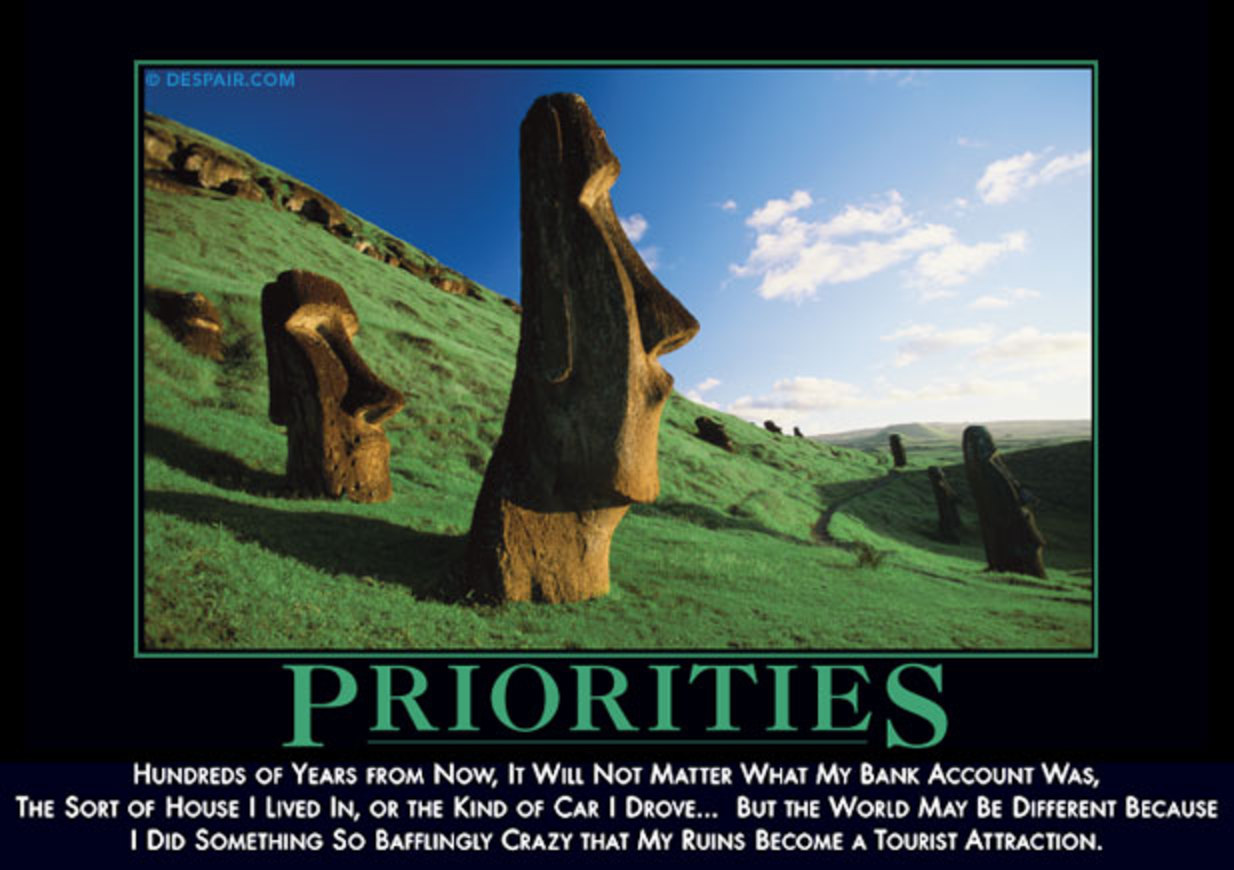 © DESPAIR.COM
PRIORITIES
HUNDREDS OF YEARS FROM NOW, IT WILL NOT MATTER WHAT MY BANK ACCOUNT WAS,
THE SORT OF HOUSE I LIVED IN, OR THE KIND OF CAR I DROVE... BUT THE WORLD MAY BE DIFFERENT BECAUSE
I DID SOMETHING SO BAFFLINGLY CRAZY THAT MY RUINS BECOME A TOURIST ATTRACTION.